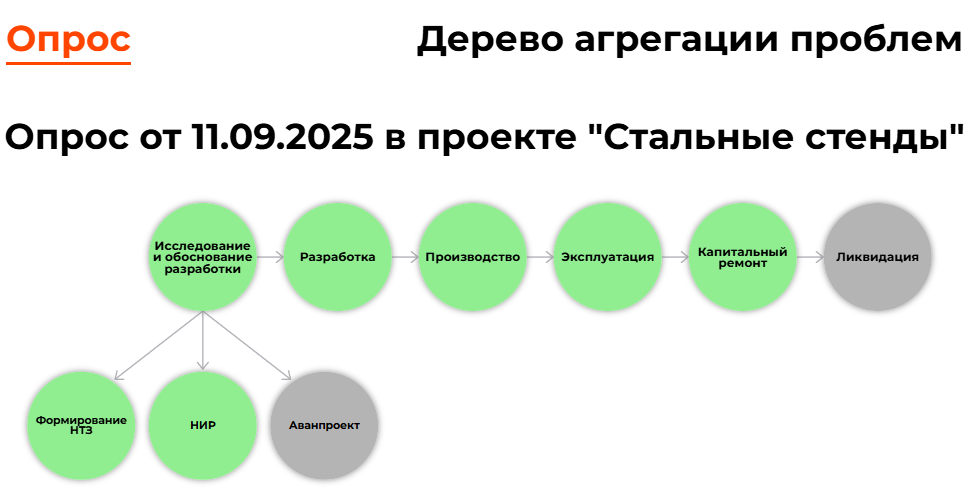 Опрос
Дерево агрегации проблем
Опрос от 11.09.2025 в проекте "Стальные стенды"
Исследование
и обоснование
разработки
Разработка
Производство
Эксплуатация
Капитальный
ремонт
Ликвидация
Формирование
НТЗ
НИР
Аванпроект